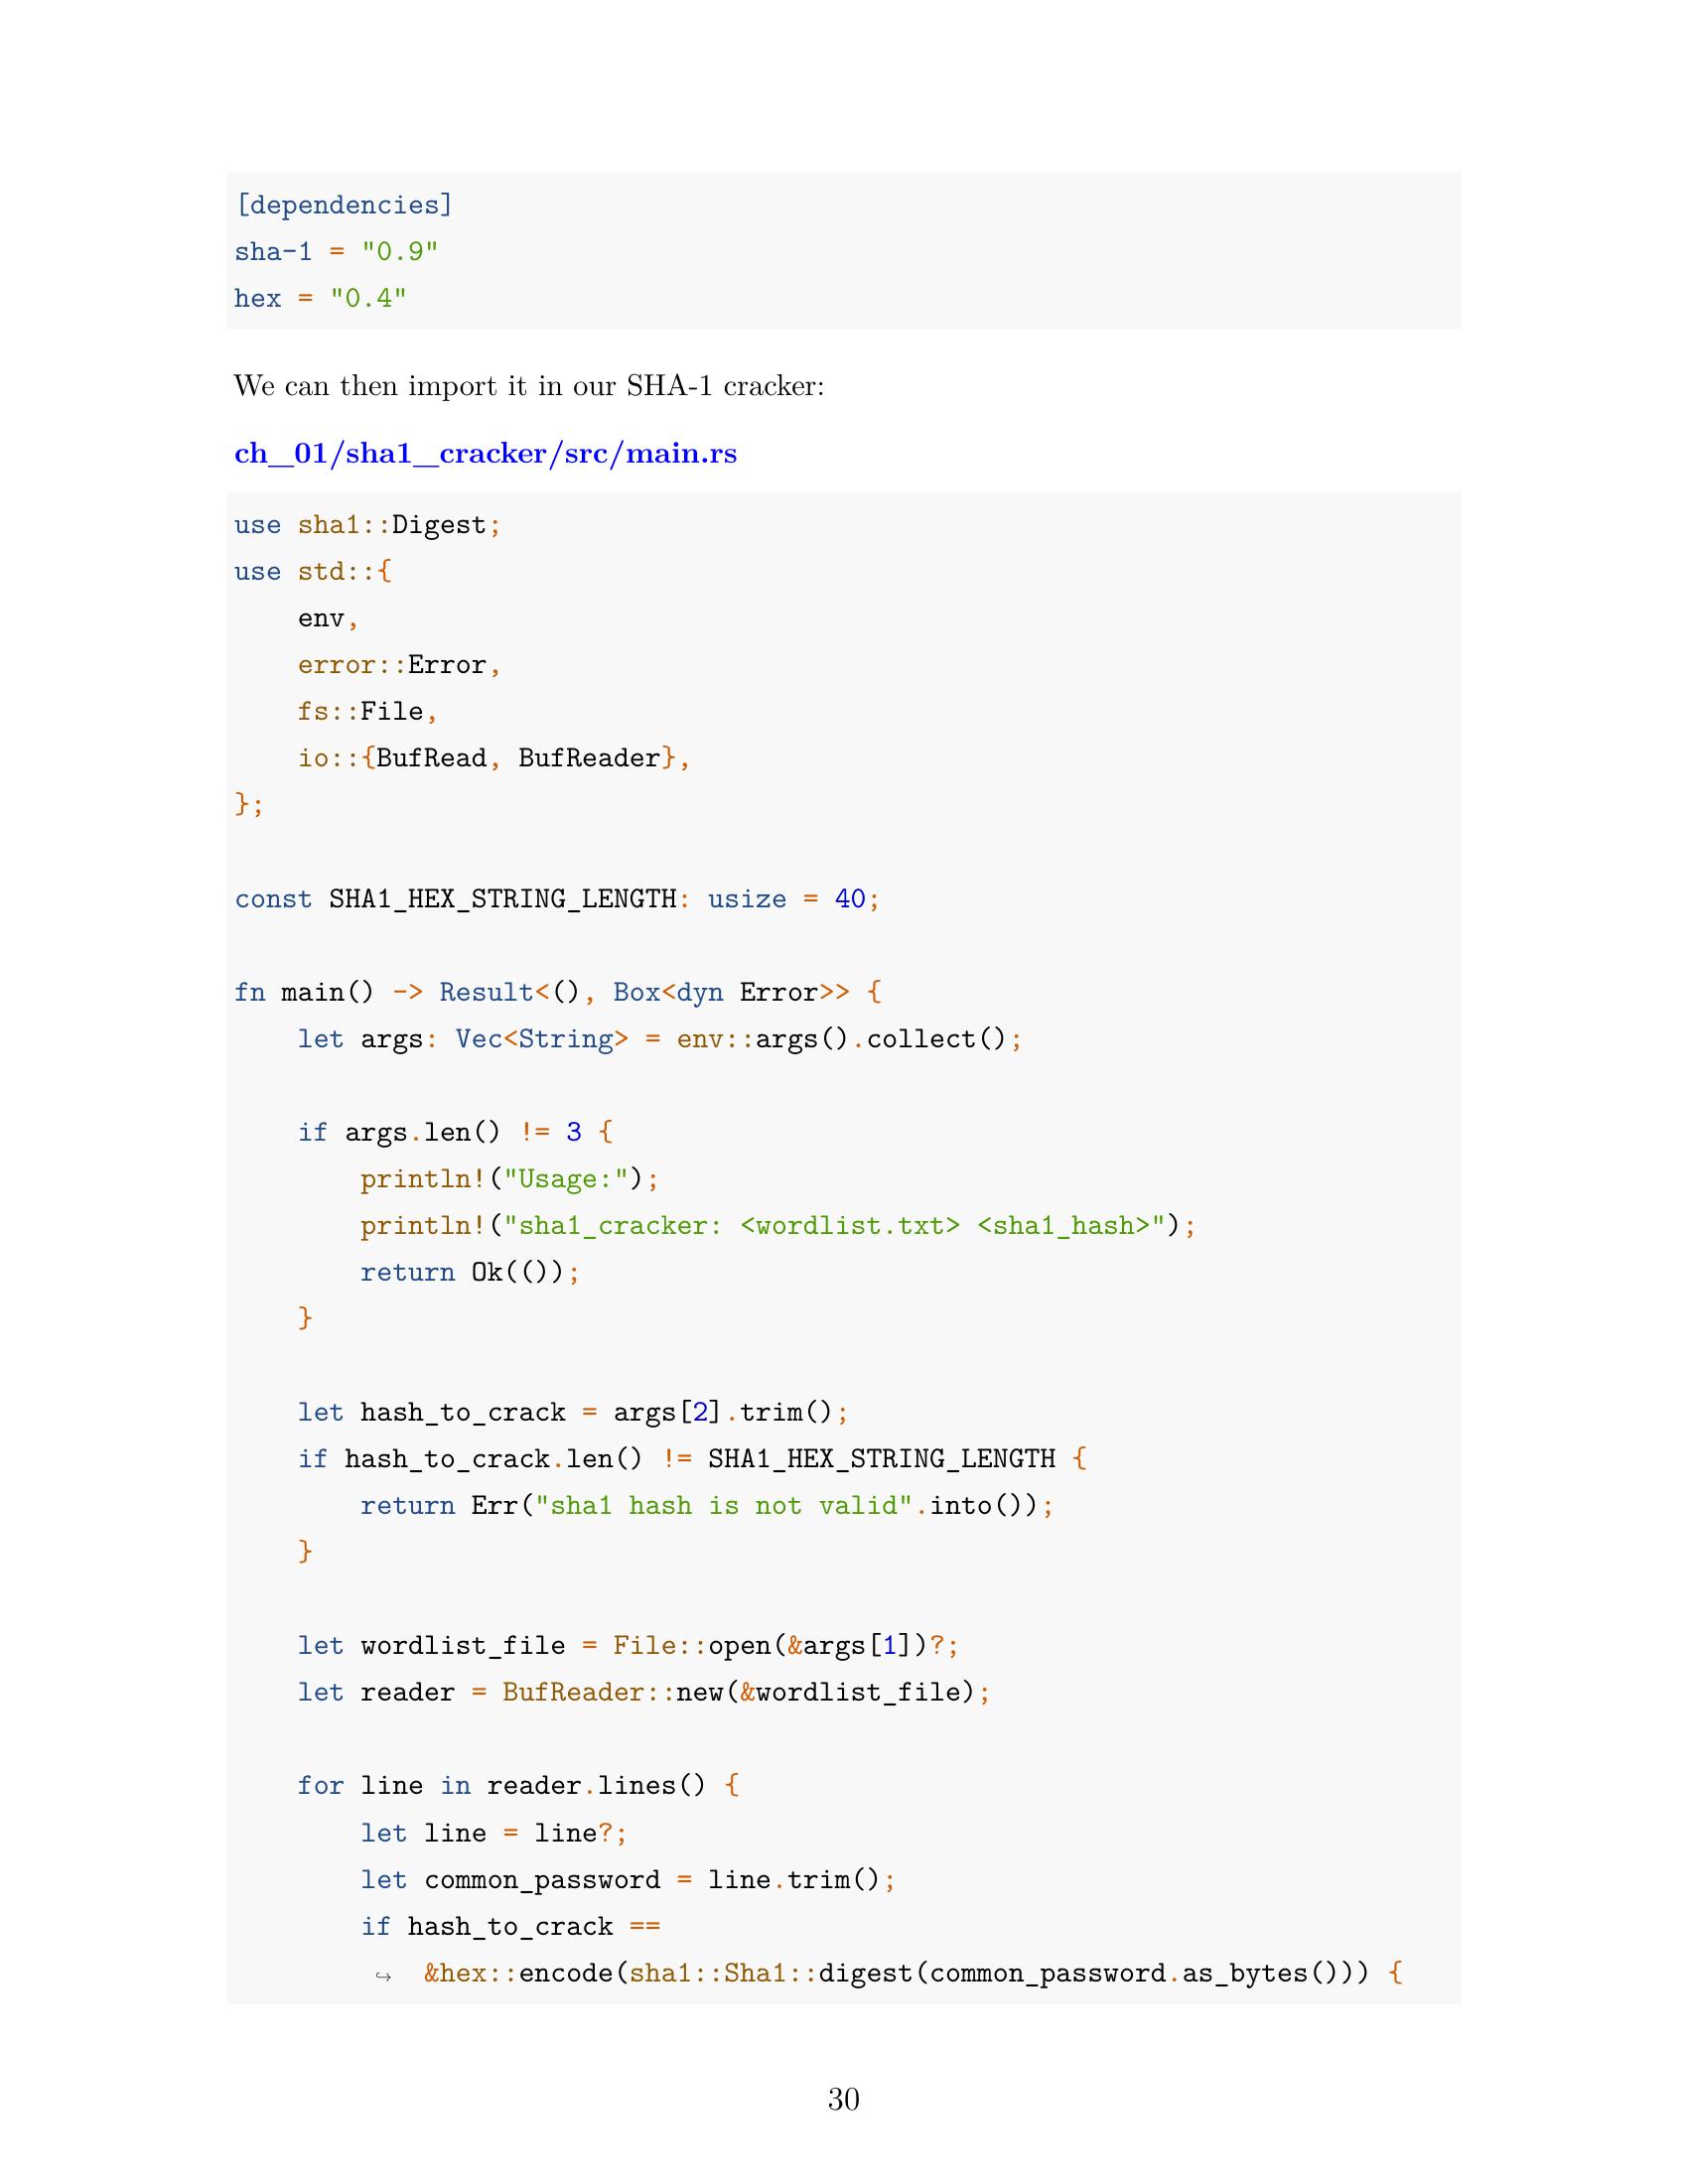 [dependencies]
sha-1 = "0.9"
hex = "0.4"
We can then import it in our SHA-1 cracker:
ch_01/sha1_cracker/src/main.rs
use sha1::Digest;
use std::{
    env,
    error::Error,
    fs::File,
    io::{BufRead, BufReader},
};
const SHA1_HEX_STRING_LENGTH: usize = 40;
fn main() -> Result<(), Box<dyn Error>> {
    let args: Vec<String> = env::args().collect();
    if args.len() != 3 {
        println!("Usage:");
        println!("sha1_cracker: <wordlist.txt> <sha1_hash>");
        return Ok(());
    }
    let hash_to_crack = args[2].trim();
    if hash_to_crack.len() != SHA1_HEX_STRING_LENGTH {
        return Err("sha1 hash is not valid".into());
    }
    let wordlist_file = File::open(&args[1])?;
    let reader = BufReader::new(&wordlist_file);
    for line in reader.lines() {
        let line = line?;
        let common_password = line.trim();
        if hash_to_crack ==
        ↪  &hex::encode(sha1::Sha1::digest(common_password.as_bytes())) {
30